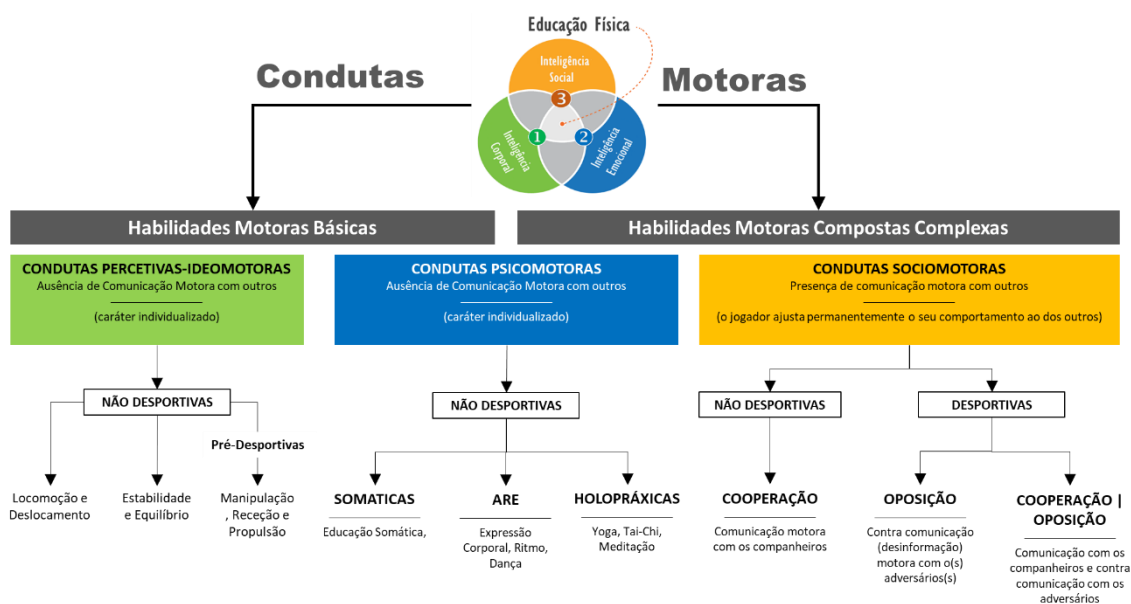 Educação Física
Condutas
Motoras
Inteligência
Social
3
1
2
Inteligência
Corporal
Inteligência
Emocional
Habilidades Motoras Básicas
Habilidades Motoras Compostas Complexas
CONDUTAS PERCETIVAS-IDEOMOTORAS
Ausência de Comunicação Motora com outros
(caráter individualizado)
CONDUTAS PSICOMOTORAS
Ausência de Comunicação Motora com outros
(caráter individualizado)
CONDUTAS SOCIOMOTORAS
Presença de comunicação motora com outros
(o jogador ajusta permanentemente o seu comportamento ao dos outros)
NÃO DESPORTIVAS
NÃO DESPORTIVAS
NÃO DESPORTIVAS
DESPORTIVAS
Pré-Desportivas
Locomoção e
Deslocamento
Estabilidade
e Equilíbrio
Manipulação
, Receção e
Propulsão
SOMATICAS
Educação Somática,
ARE
Expressão
Corporal, Ritmo,
Dança
HOLOPRÁXICAS
Yoga, Tai-Chi,
Meditação
COOPERAÇÃO
Comunicação motora
com os companheiros
OPOSIÇÃO
Contra comunicação
(desinformação)
motora com o(s)
adversários(s)
COOPERAÇÃO |
OPOSIÇÃO
Comunicação com os
companheiros e contra
comunicação com os
adversários